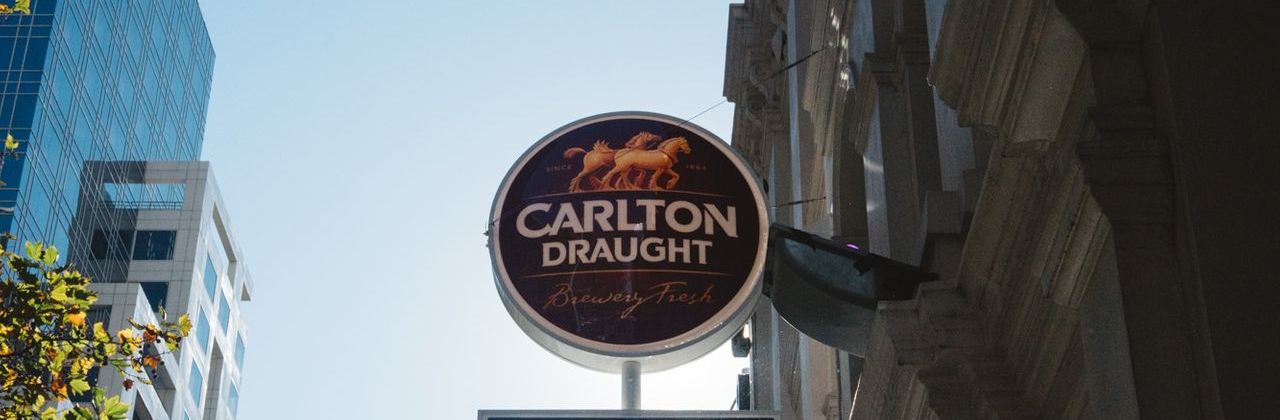 SINCE 1864
CARLTON
DRAUGHT
Brewery Fresh